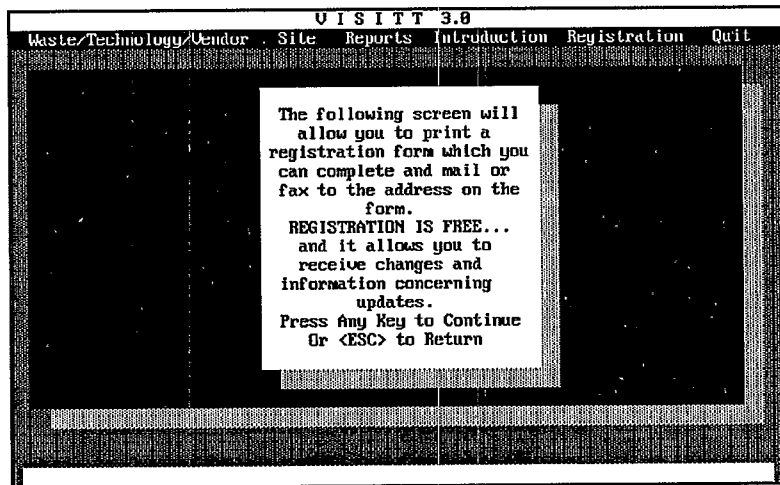 V I S I T T 3.0
Waste/Technology/Vendor . Site Reports Introduction Registration Quit
The following screen will
allow you to print a
registration form which you
can complete and mail or
fax to the address on the
form.
REGISTRATION IS FREE...
and it allows you to
receive changes and
information concerning
updates.
Press Any Key to Continue
Or <ESC> to Return